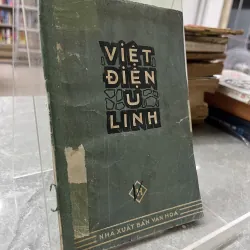 VIỆT
ĐIỆN
U
LINH
NHÀ XUẤT BẢN VĂN HÓA